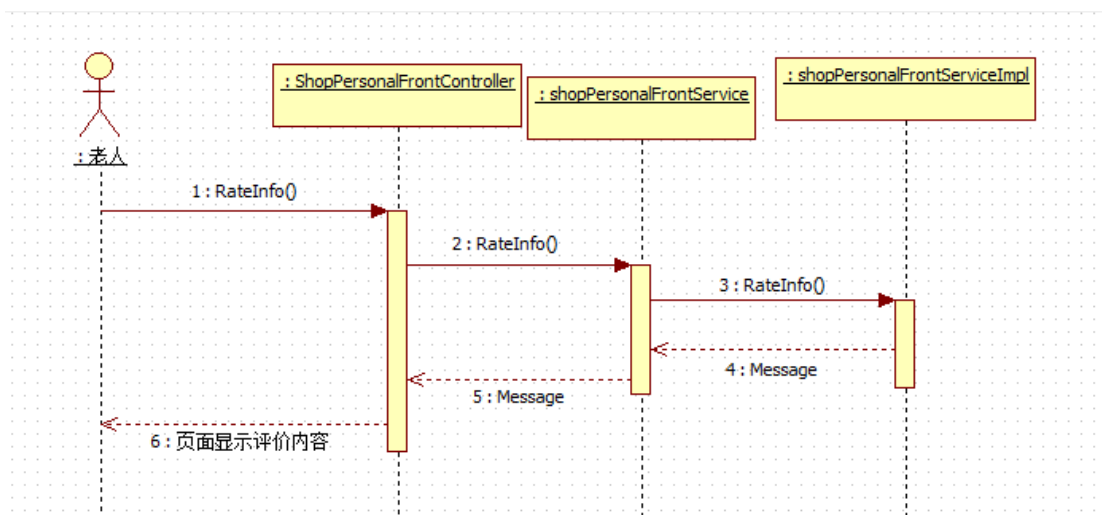 : ShopPersonalFrontController
: shopPersonalFrontService
: shopPersonalFrontServiceImpl
: 老人
1 : RateInfo()
2 : RateInfo()
3 : RateInfo()
4 : Message
5 : Message
6 : 页面显示评价内容